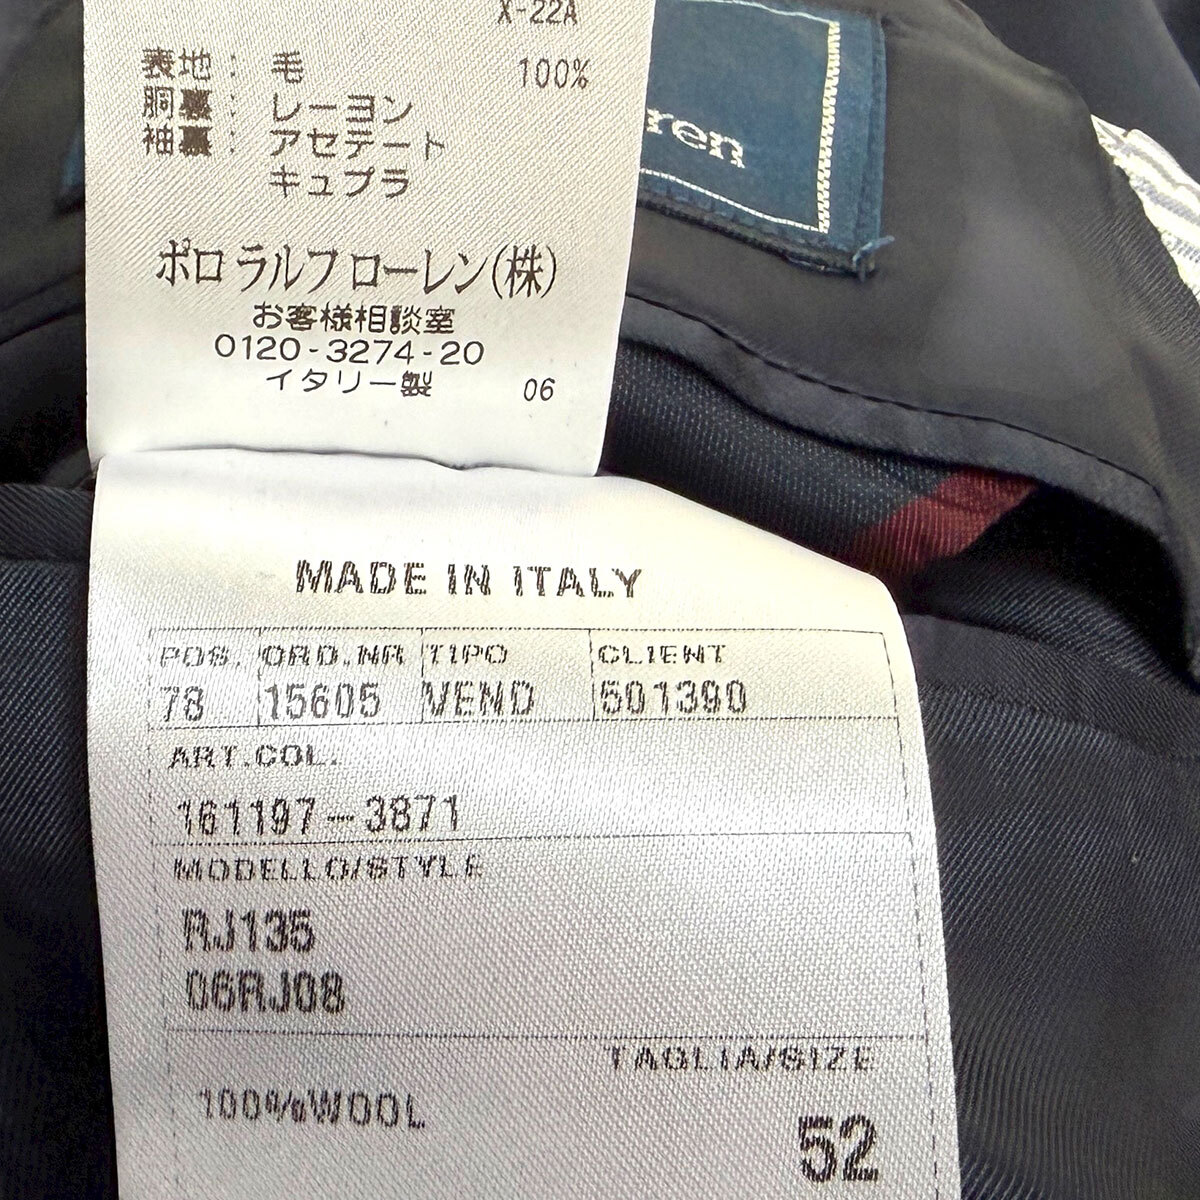 X-22A
表地: 毛 100%
胴裏: レーヨン
袖裏: アセテート
キュプラ
ポロ ラルフ ローレン(株)
お客様相談室
0120-3274-20
イタリー製 06
ren
MADE IN ITALY
POS. ORD.NR TIPO CLIENT
78 15605 VEND 501390
ART.COL.
161197-3871
MODELLO/STYLE
RJ135
06RJ08
TAGLIA/SIZE
100%WOOL
52